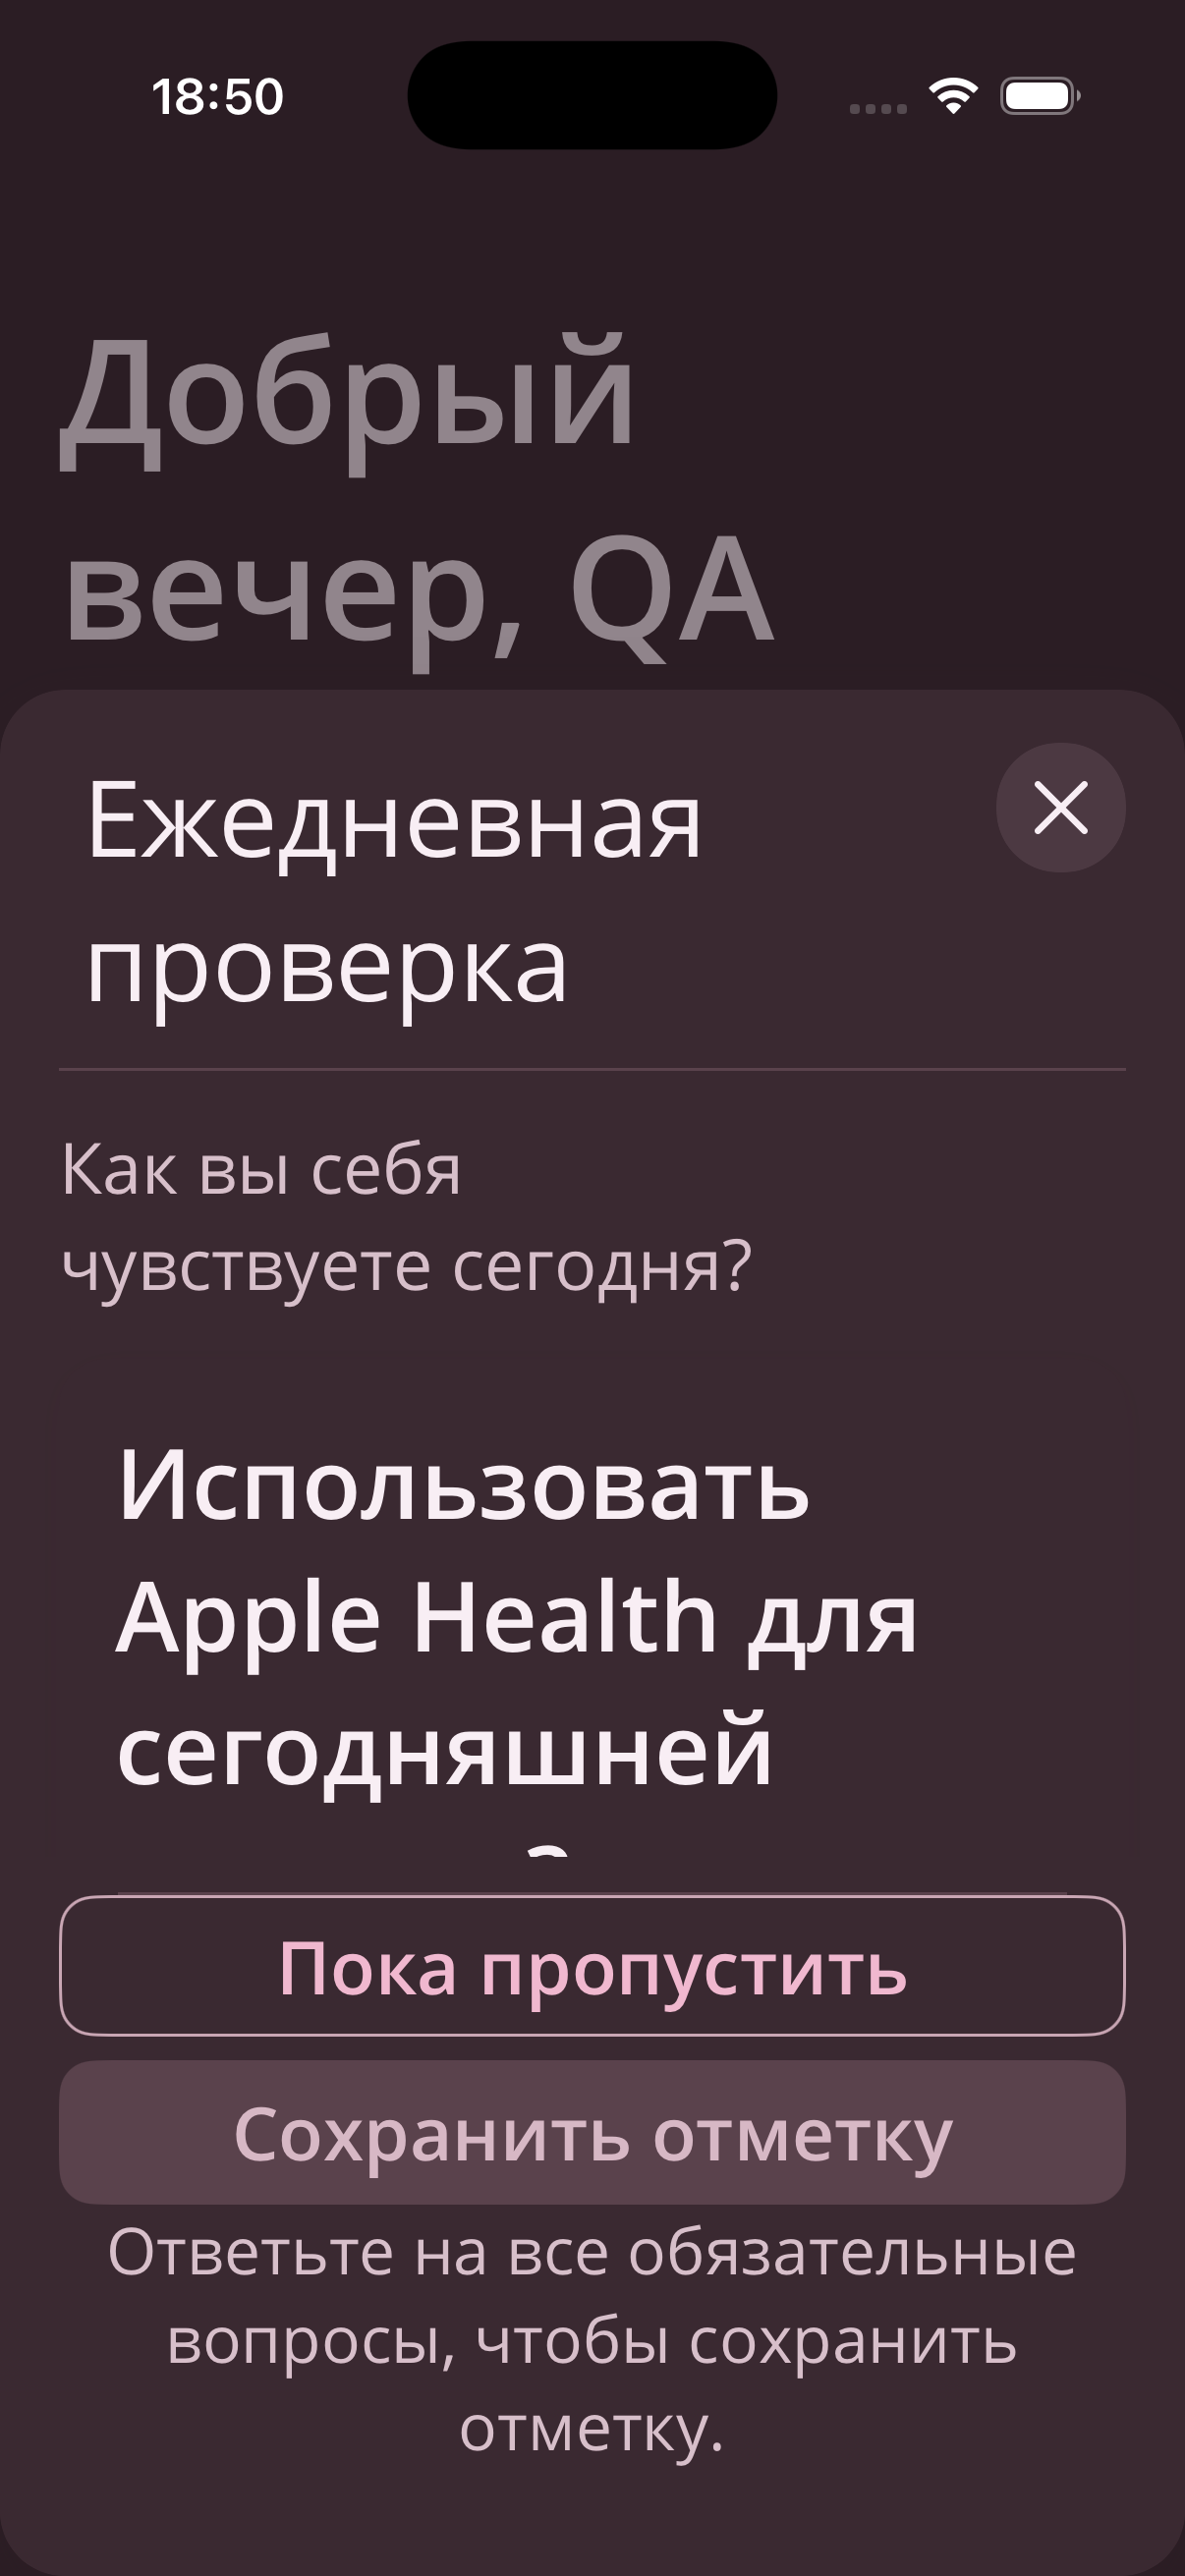 18:50
Добрый
вечер, QA
Ежедневная
проверка
Как вы себя
чувствуете сегодня?
Использовать
Apple Health для
сегодняшней
Пока пропустить
Сохранить отметку
Ответьте на все обязательные
вопросы, чтобы сохранить
отметку.